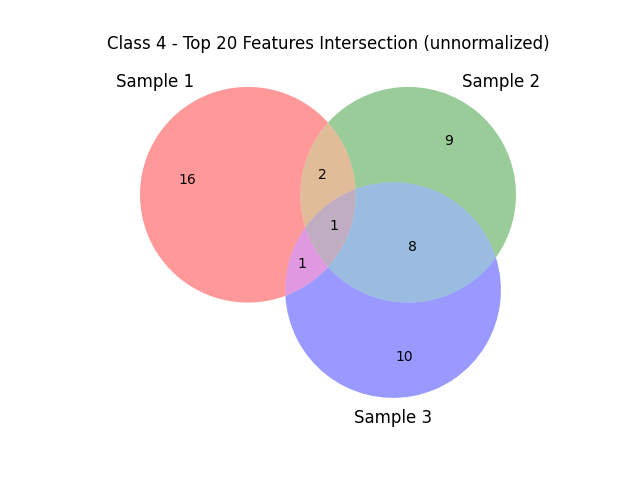 Class 4 - Top 20 Features Intersection (unnormalized)
Sample 1
Sample 2
9
16
2
1
8
1
10
Sample 3